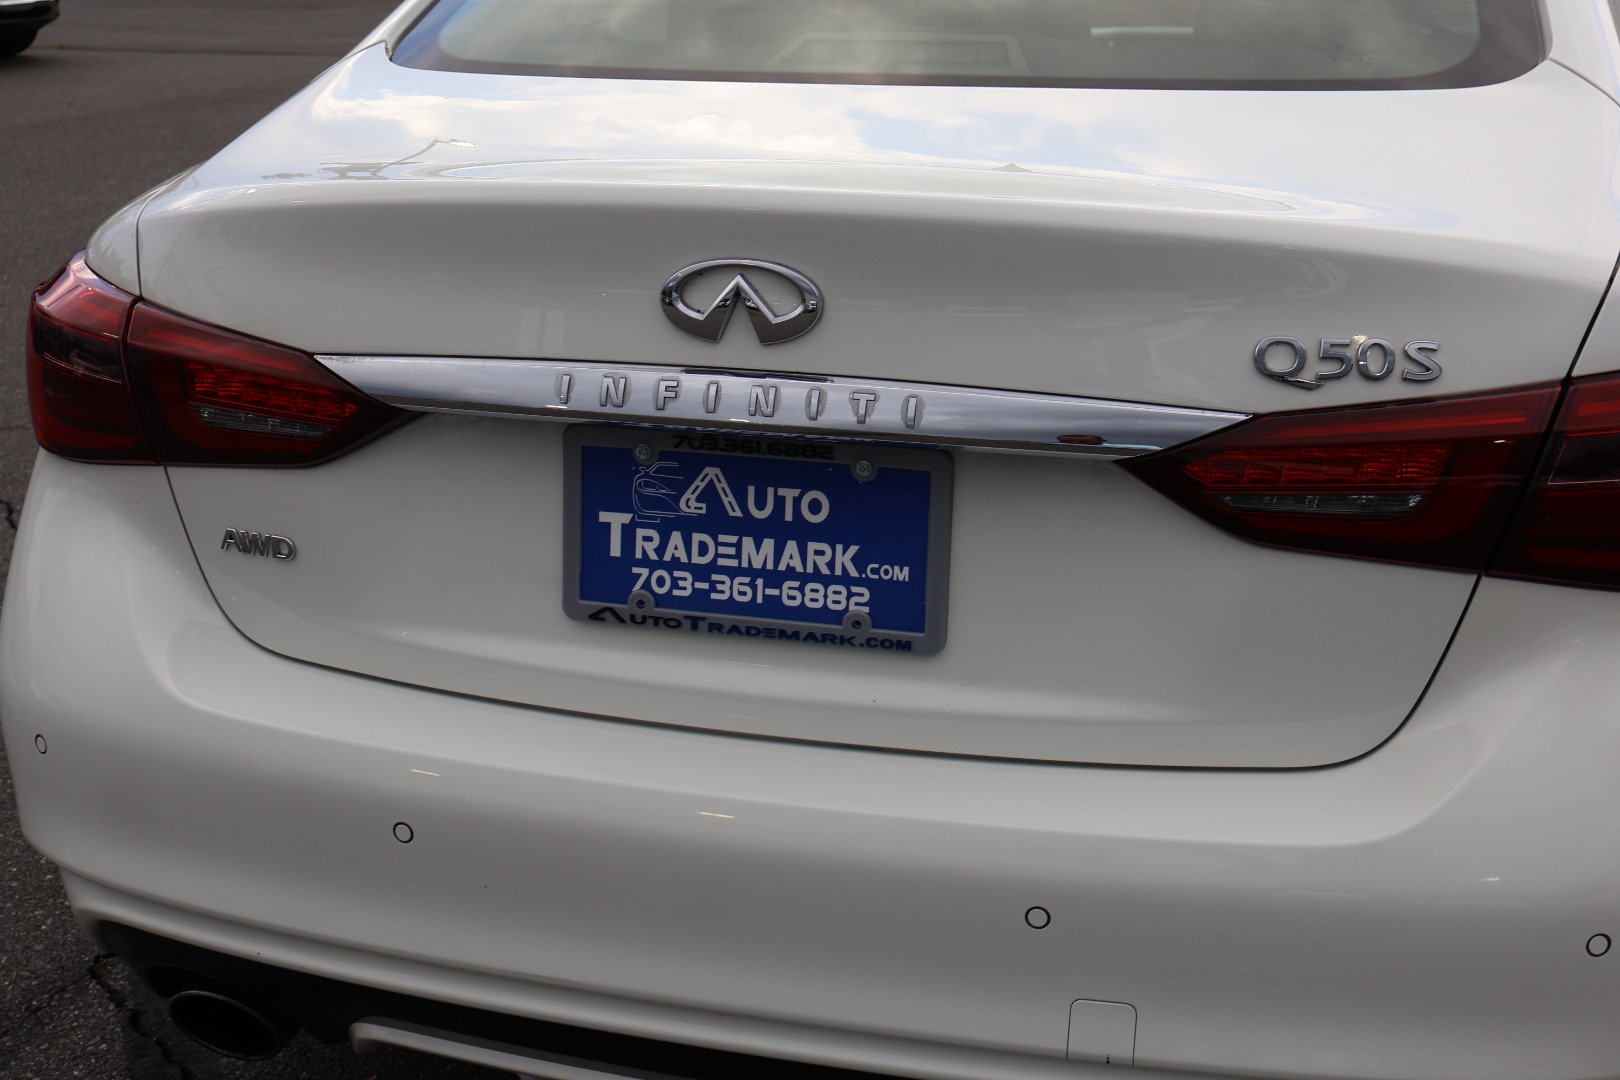 Q50S
INFINITI
AWD
703.361.6882
AUTO
TRADEMARK.COM
703-361-6882
AUTOTRADEMARK.COM